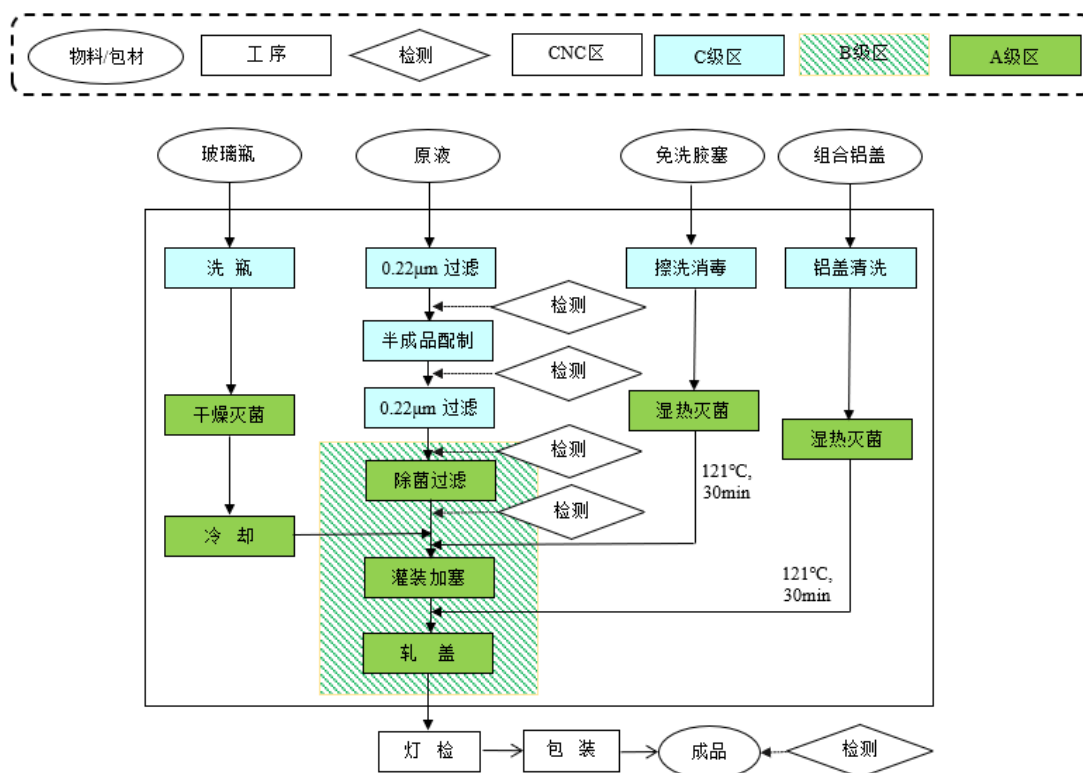 物料/包材
工序
检测
CNC区
C级区
B级区
A级区
玻璃瓶
原液
免洗胶塞
组合铝盖
洗 瓶
0.22μm 过滤
擦洗消毒
铝盖清洗
检测
半成品配制
检测
干燥灭菌
0.22μm 过滤
湿热灭菌
湿热灭菌
检测
除菌过滤
121℃,
30min
检测
冷 却
灌装加塞
121℃,
30min
轧 盖
灯 检
包 装
成品
检测